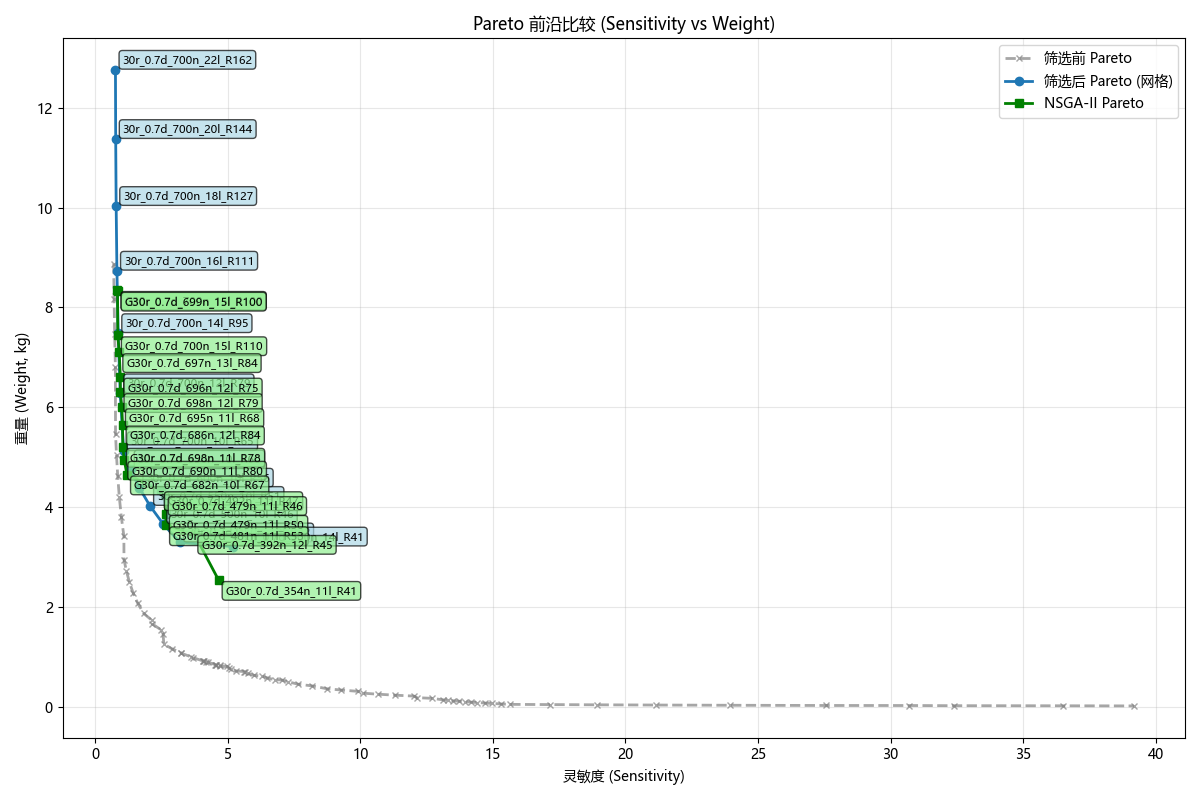 Pareto 前沿比较 (Sensitivity vs Weight)
筛选前 Pareto
筛选后 Pareto (网格)
NSGA-II Pareto
重量 (Weight, kg)
12
10
8
6
4
2
0
30r_0.7d_700n_22l_R162
30r_0.7d_700n_20l_R144
30r_0.7d_700n_18l_R127
30r_0.7d_700n_16l_R111
G30r_0.7d_699n_15l_R100
30r_0.7d_700n_14l_R95
G30r_0.7d_700n_15l_R110
G30r_0.7d_697n_13l_R84
G30r_0.7d_696n_12l_R75
G30r_0.7d_698n_12l_R79
G30r_0.7d_695n_11l_R68
G30r_0.7d_686n_12l_R84
G30r_0.7d_698n_11l_R78
G30r_0.7d_690n_11l_R80
G30r_0.7d_682n_10l_R67
G30r_0.7d_479n_11l_R46
G30r_0.7d_479n_11l_R50
G30r_0.7d_481n_11l_R53
14l_R41
G30r_0.7d_392n_12l_R45
G30r_0.7d_354n_11l_R41
0
5
10
15
20
25
30
35
40
灵敏度 (Sensitivity)